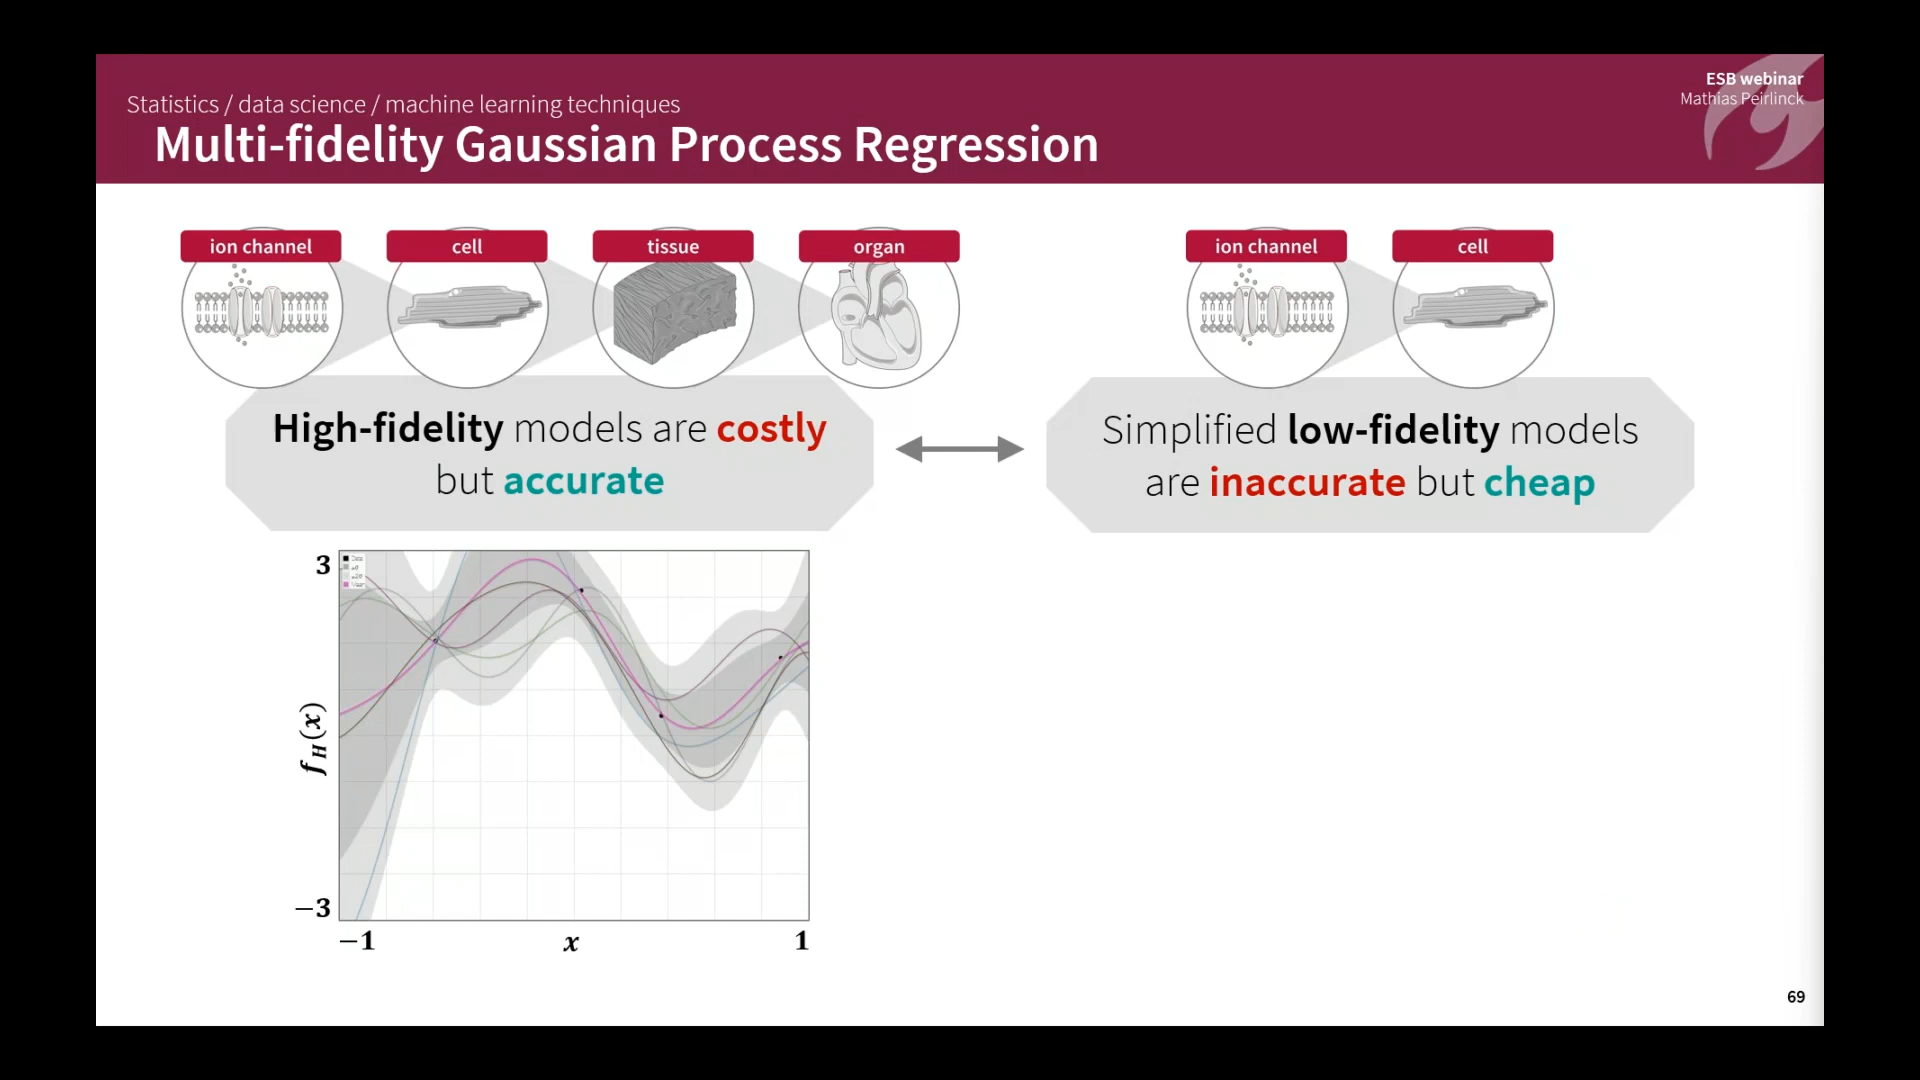 ESB webinar
Mathias Peirlinck
Statistics / data science / machine learning techniques
Multi-fidelity Gaussian Process Regression
ion channel
cell
tissue
organ
ion channel
cell
High-fidelity models are costly
but accurate
Simplified low-fidelity models
are inaccurate but cheap
3
f_H(x)
−3
−1
x
1
69